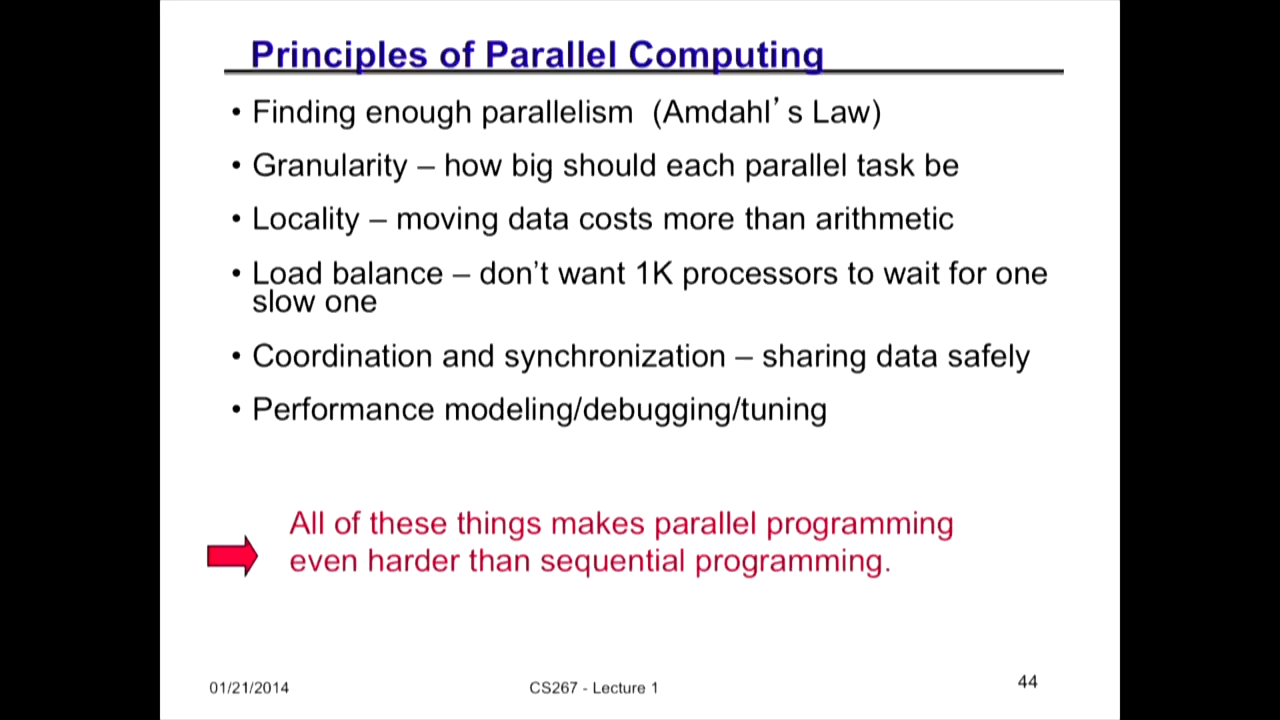 Principles of Parallel Computing
• Finding enough parallelism (Amdahl's Law)
• Granularity – how big should each parallel task be
• Locality – moving data costs more than arithmetic
• Load balance – don't want 1K processors to wait for one
slow one
• Coordination and synchronization – sharing data safely
• Performance modeling/debugging/tuning
All of these things makes parallel programming
even harder than sequential programming.
01/21/2014
CS267 - Lecture 1
44